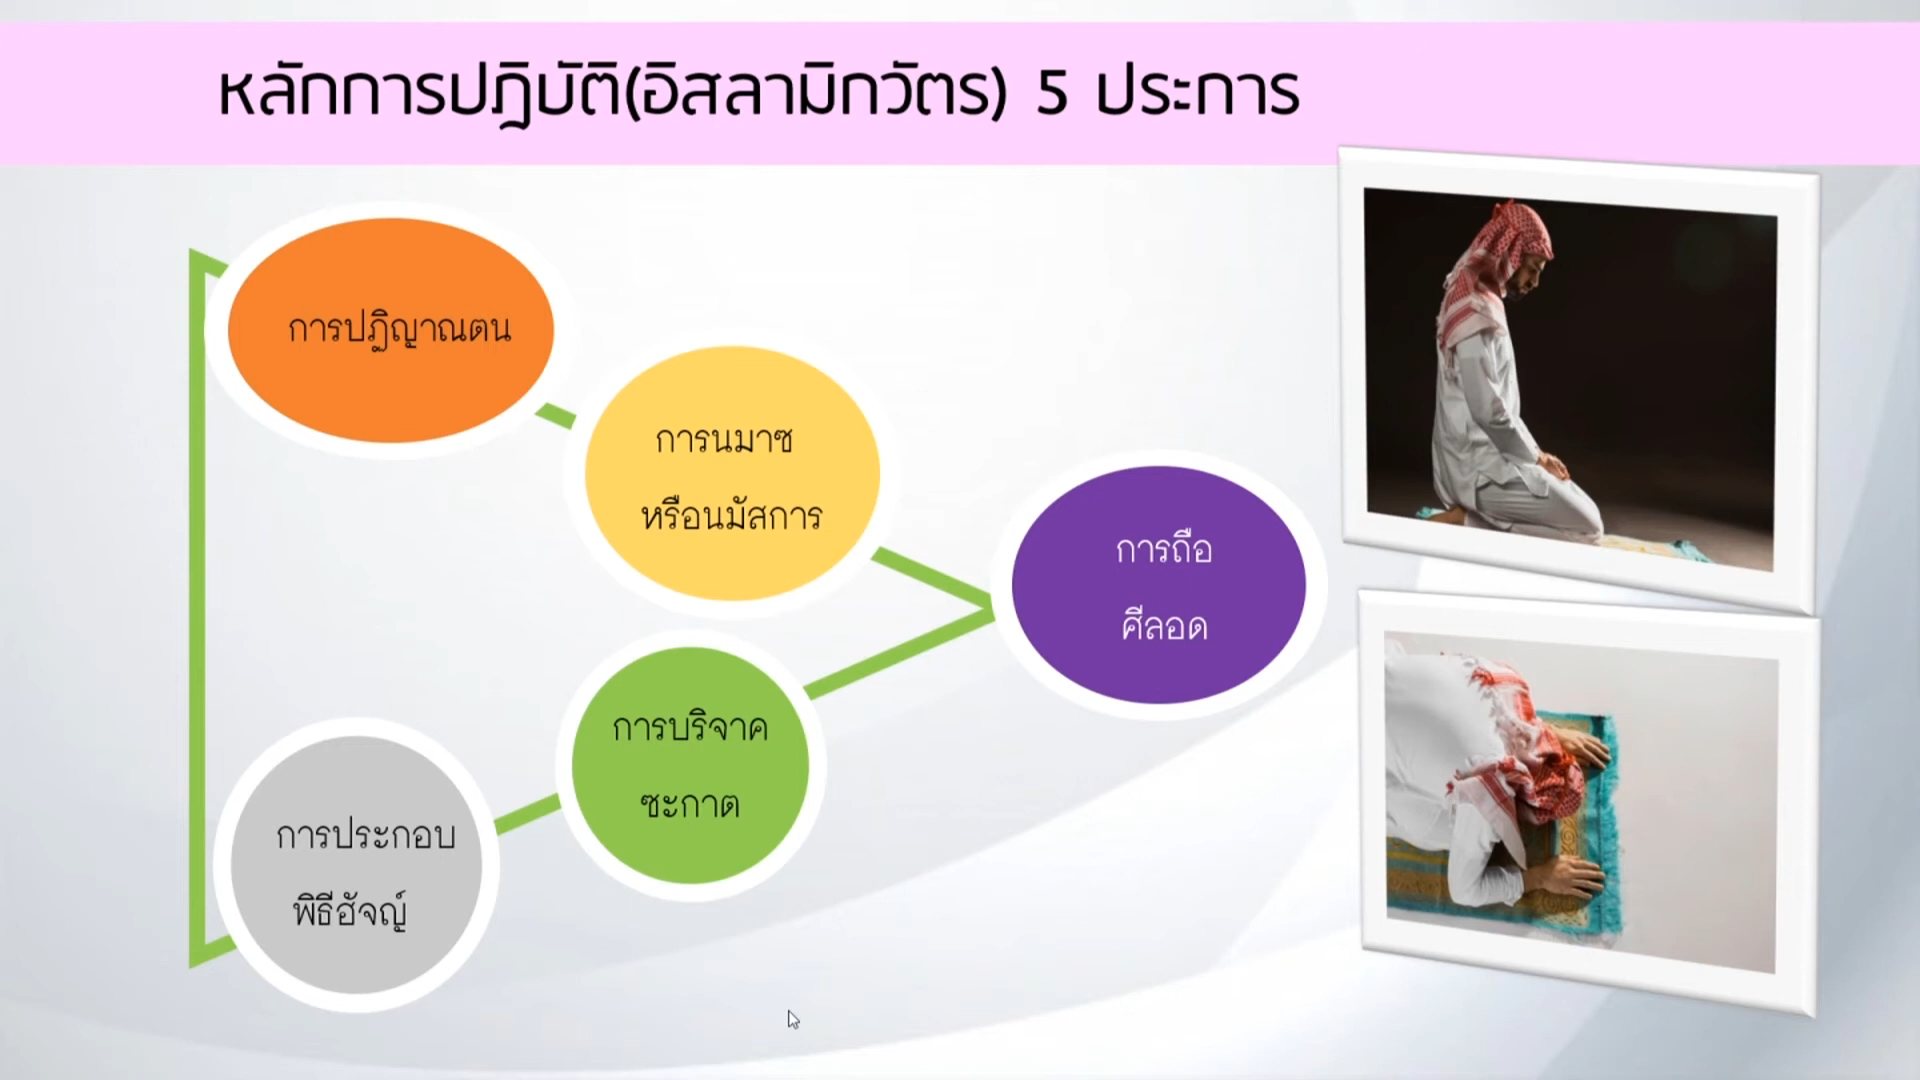 หลักการปฎิบัติ(อิสลามิกวัตร) 5 ประการ
การปฏิญาณตน
การนมาซ
หรือนมัสการ
การถือ
ศีลอด
การบริจาค
ซะกาต
การประกอบ
พิธีฮัจญ์